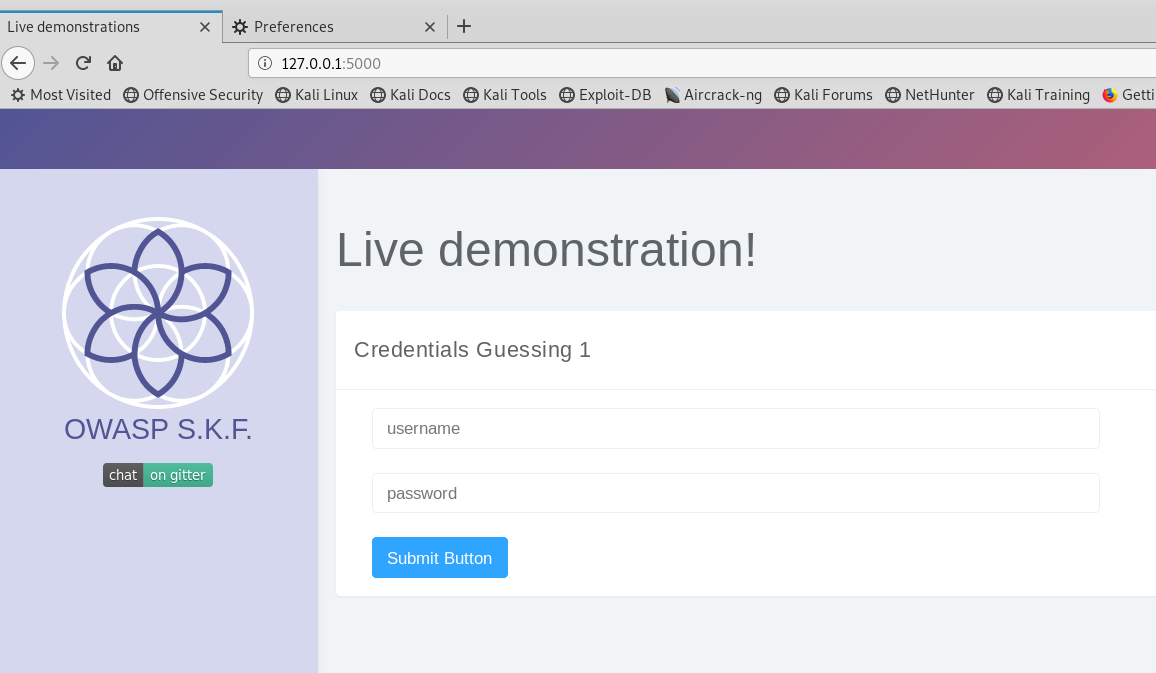 Live demonstrations
Preferences
127.0.0.1:5000
Most Visited Offensive Security Kali Linux Kali Docs Kali Tools Exploit-DB Aircrack-ng Kali Forums NetHunter Kali Training Getti
Live demonstration!
Credentials Guessing 1
username
password
Submit Button
OWASP S.K.F.
chat on gitter